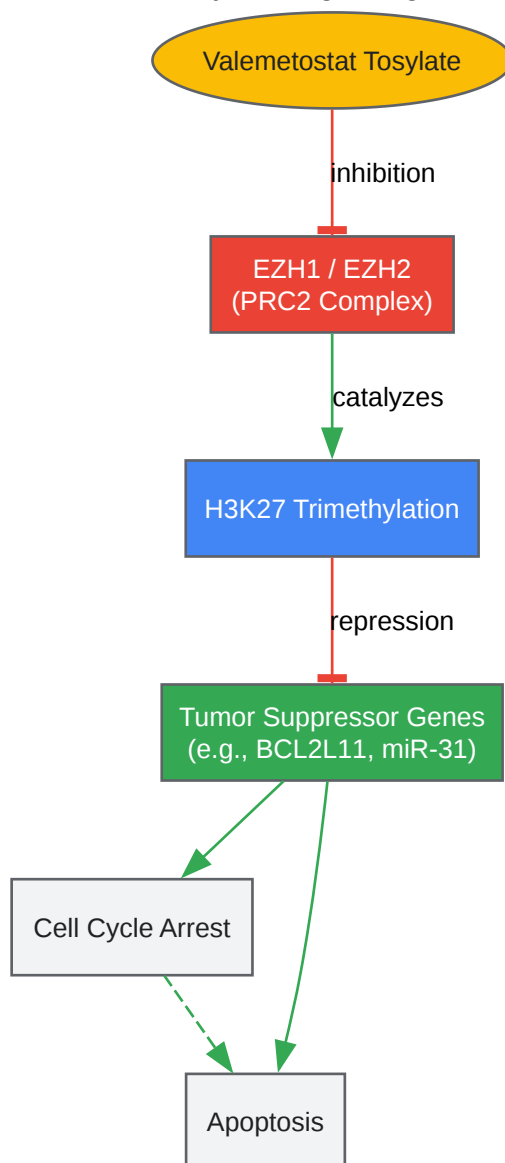 Valemetostat Tosylate
inhibition
EZH1 / EZH2
(PRC2 Complex)
catalyzes
H3K27 Trimethylation
repression
Tumor Suppressor Genes
(e.g., BCL2L11, miR-31)
Cell Cycle Arrest
Apoptosis